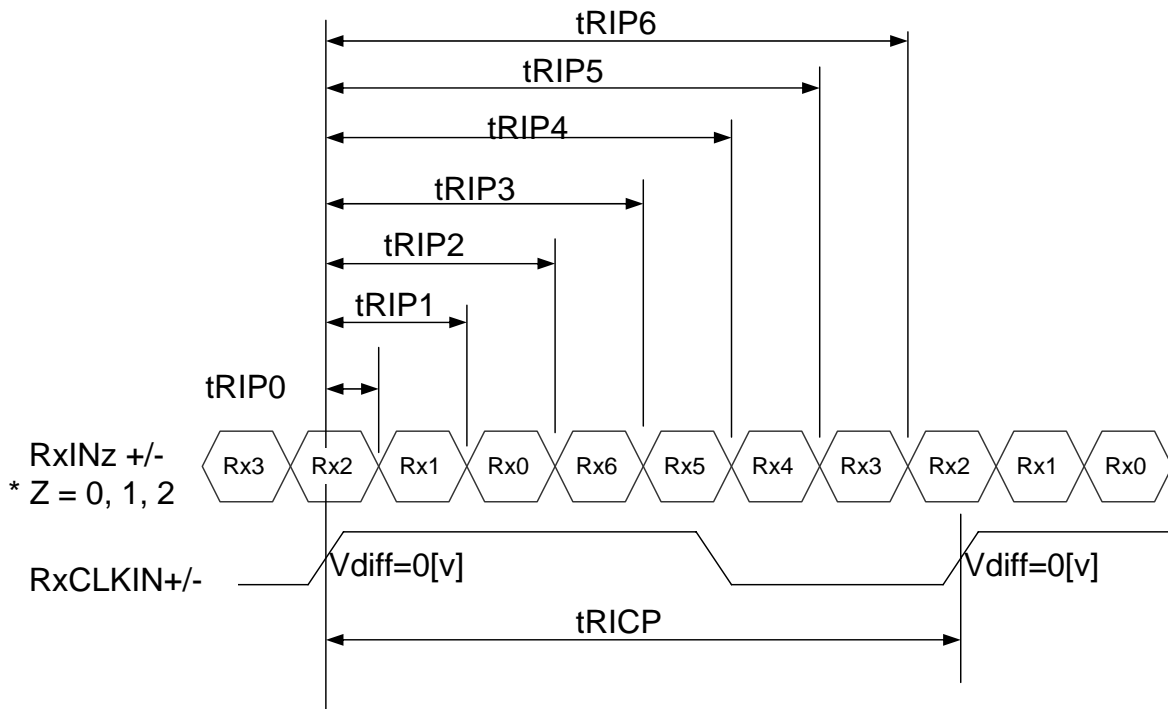 tRIP6
tRIP5
tRIP4
tRIP3
tRIP2
tRIP1
tRIP0
RxINz +/-
* Z = 0, 1, 2
Rx3 Rx2 Rx1 Rx0 Rx6 Rx5 Rx4 Rx3 Rx2 Rx1 Rx0
RxCLKIN+/-
Vdiff=0[v] Vdiff=0[v]
tRICP